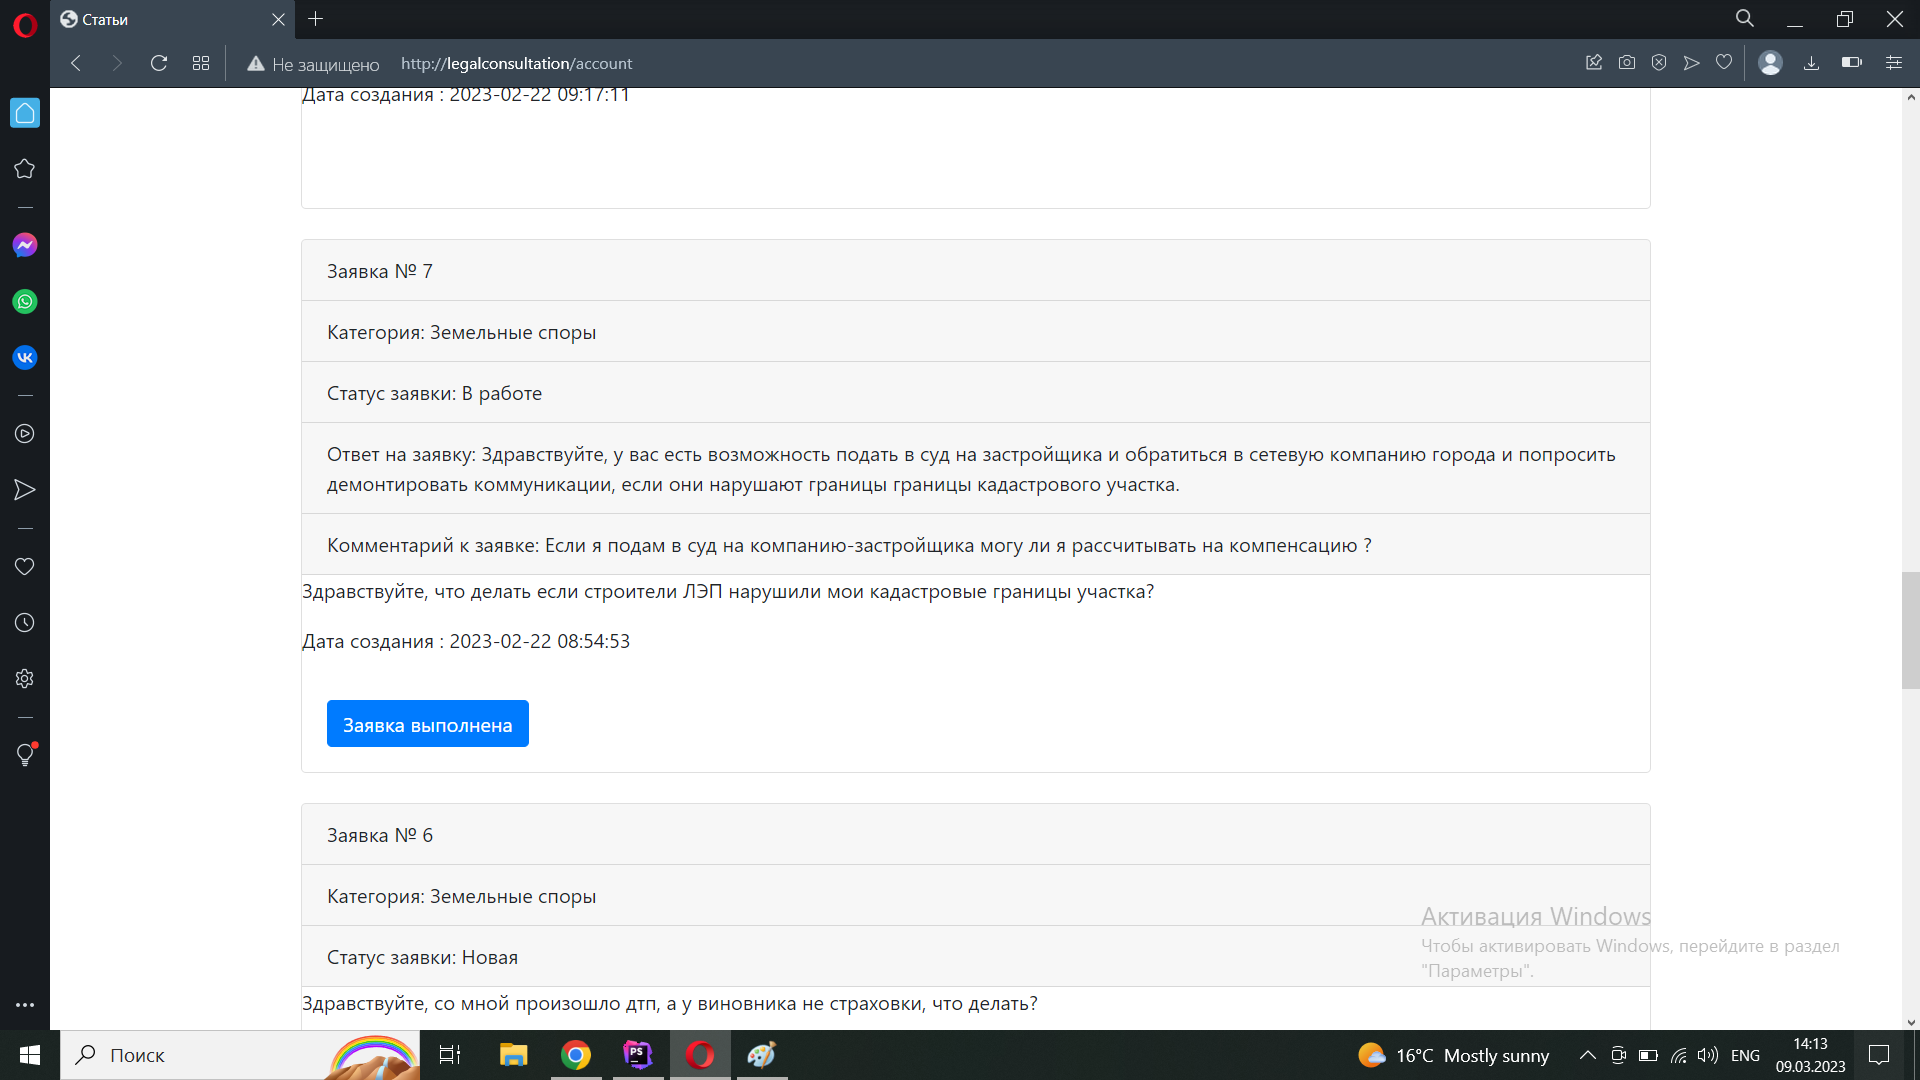 Статьи
Не защищено http://legalconsultation/account
Дата создания : 2023-02-22 09:17:11
Заявка № 7
Категория: Земельные споры
Статус заявки: В работе
Ответ на заявку: Здравствуйте, у вас есть возможность подать в суд на застройщика и обратиться в сетевую компанию города и попросить
демонтировать коммуникации, если они нарушают границы границы кадастрового участка.
Комментарий к заявке: Если я подам в суд на компанию-застройщика могу ли я рассчитывать на компенсацию ?
Здравствуйте, что делать если строители ЛЭП нарушили мои кадастровые границы участка?
Дата создания : 2023-02-22 08:54:53
Заявка выполнена
Заявка № 6
Категория: Земельные споры
Статус заявки: Новая
Здравствуйте, со мной произошло дтп, а у виновника не страховки, что делать?
Активация Windows
Чтобы активировать Windows, перейдите в раздел
"Параметры".
Поиск
PS
16°C Mostly sunny
ENG
14:13
09.03.2023